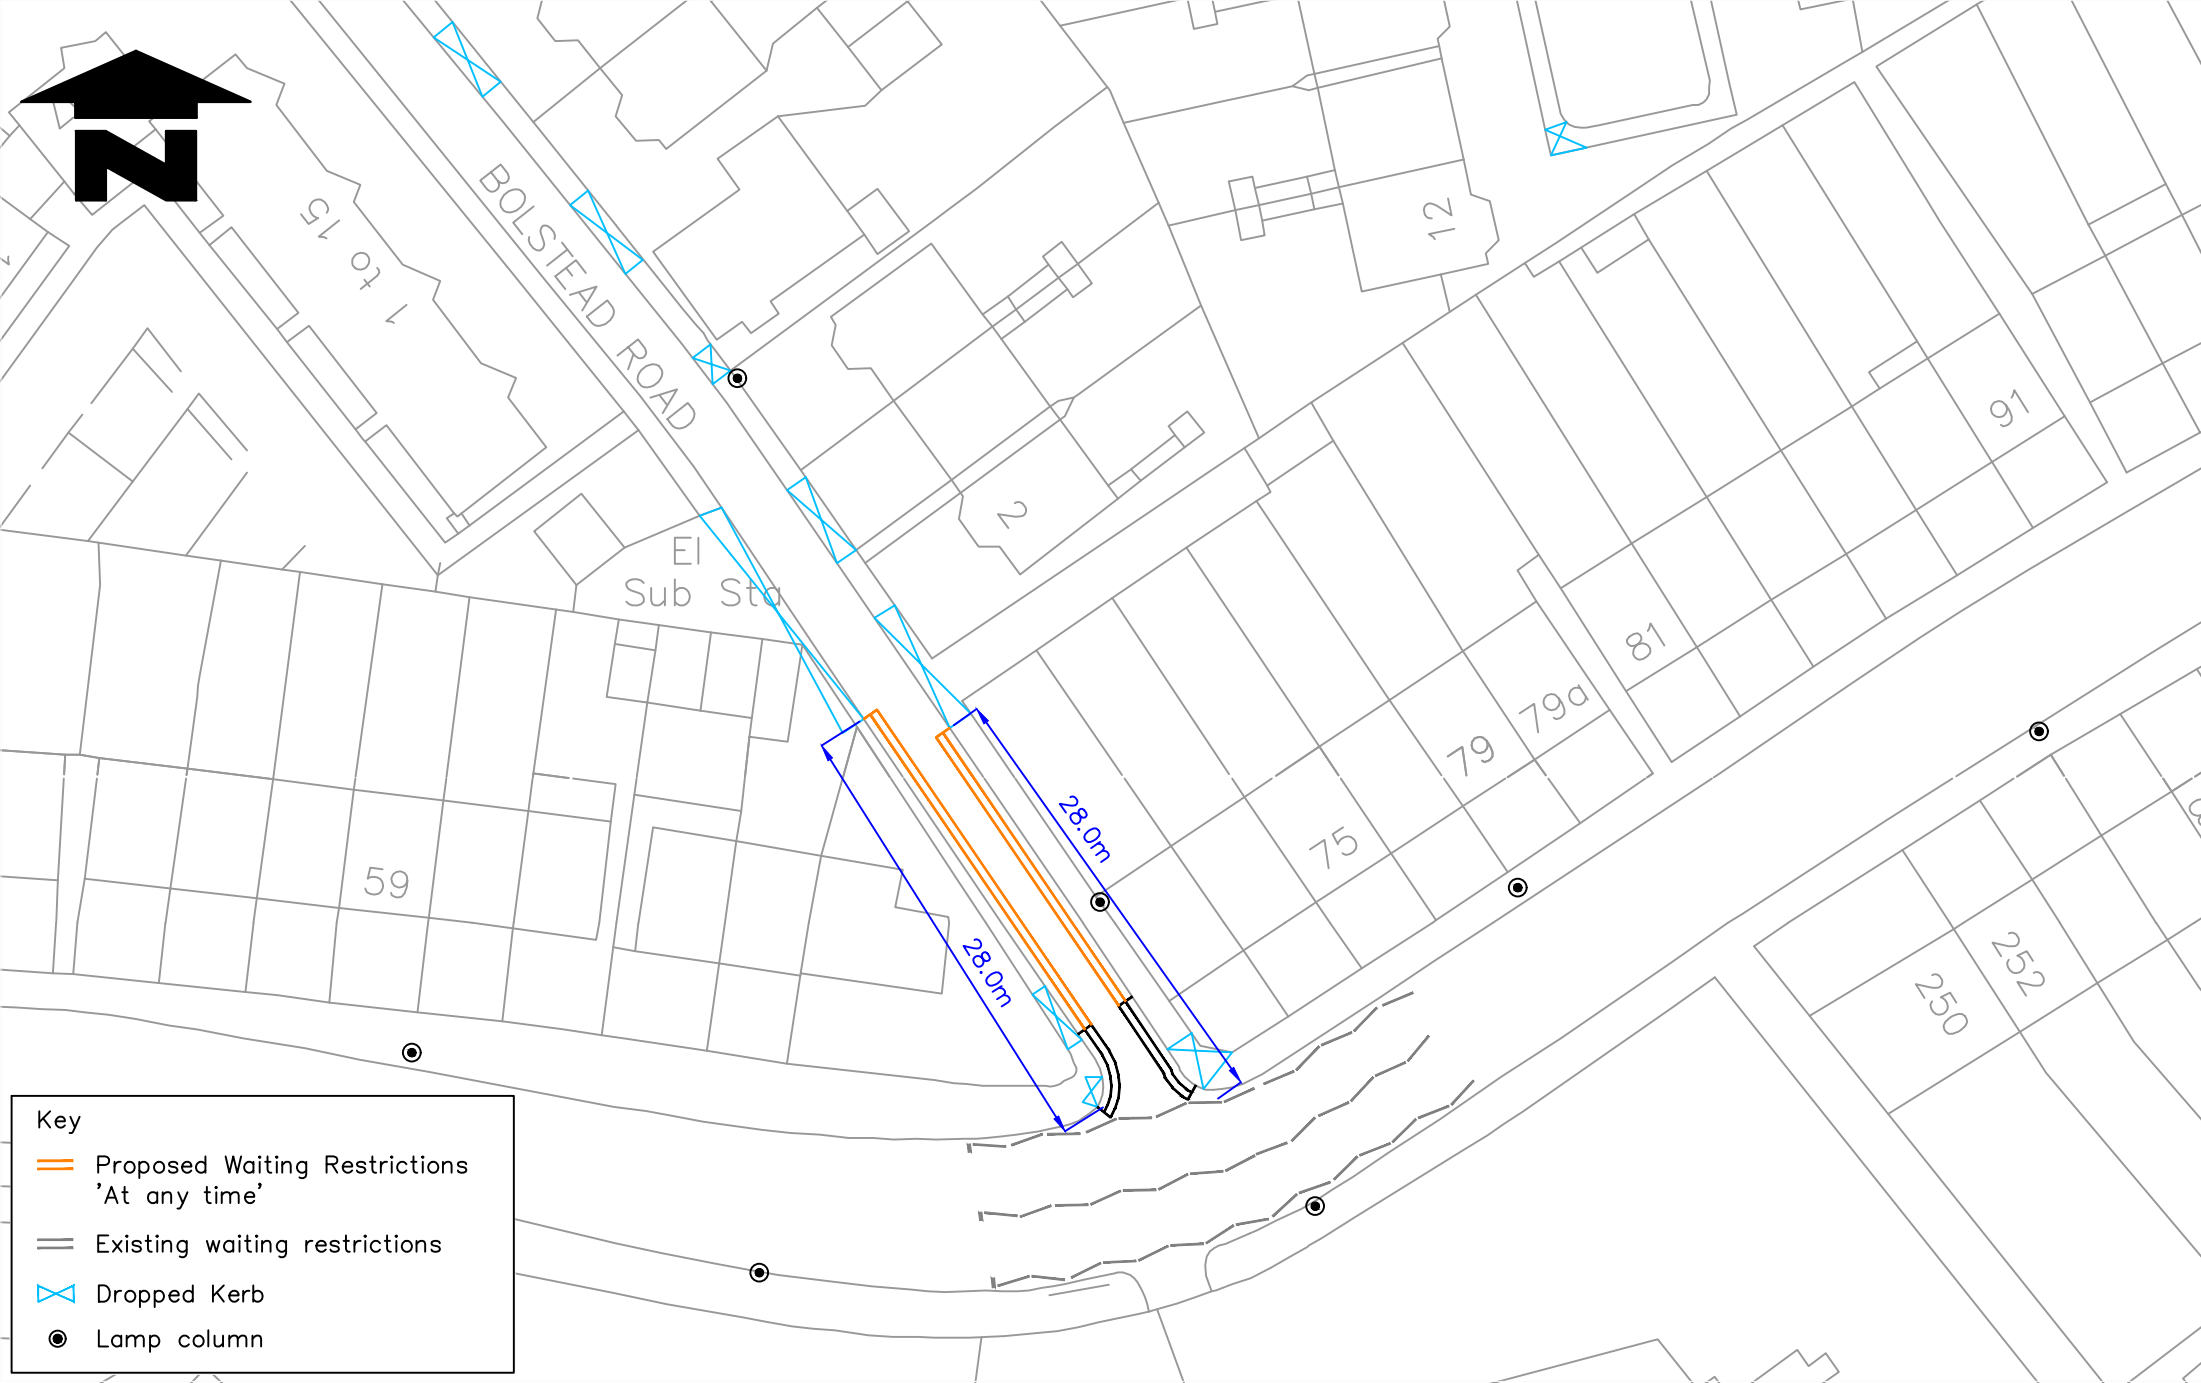 N
BOLSTEAD ROAD
1 to 15
12
2
El
Sub Sta
91
81
79a
79
75
59
28.0m
28.0m
250
252
Key
Proposed Waiting Restrictions
'At any time'
Existing waiting restrictions
Dropped Kerb
Lamp column